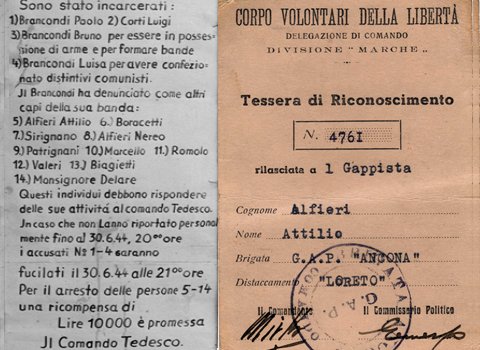 Sono stati incarcerati :
1) Brancondi Paolo 2) Corti Luigi
3) Brancondi Bruno per essere in posses-
sione di arme e per formare bande
4) Brancondi Luisa per avere confezio
nato distintivi comunisti.
Il Brancondi ha denunciato come altri
capi della sua banda:
5) Alfieri Attilio 6.) Boracetti
7.) Sirignano 8.) Alfieri Nereo
9.) Patrignani 10.) Marcello 11.) Romolo
12.) Valeri 13.) Biagietti
14.) Monsignore Delare
Questi individui debbono rispondere
delle sue attività al comando Tedesco.
In caso che non Lanno riportato personal
mente fino al 30.6.44, 20⁰⁰ ore
i accusati № 1-4 saranno
fucilati il 30.6.44 alle 21⁰⁰ ore
Per il arresto delle persone 5-14
una ricompensa di
Lire 10000 è promessa
Il Comando Tedesco.
CORPO VOLONTARI DELLA LIBERTÀ
DELEGAZIONE DI COMANDO
DIVISIONE " MARCHE „
Tessera di Riconoscimento
N. 4761
rilasciata a l Gappista
Cognome Alfieri
Nome Attilio
Brigata G.A.P. "ANCONA"
Distaccamento "LORETO"
Il Comandante Il Commissario Politico
G.A.P.